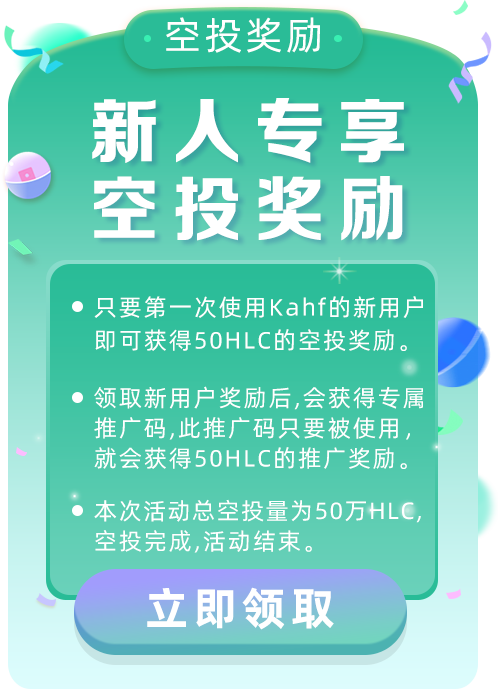 空投奖励
新人专享
空投奖励
只要第一次使用Kahf的新用户
即可获得50HLC的空投奖励。
领取新用户奖励后,会获得专属
推广码,此推广码只要被使用,
就会获得50HLC的推广奖励。
本次活动总空投量为50万HLC,
空投完成,活动结束。
立即领取